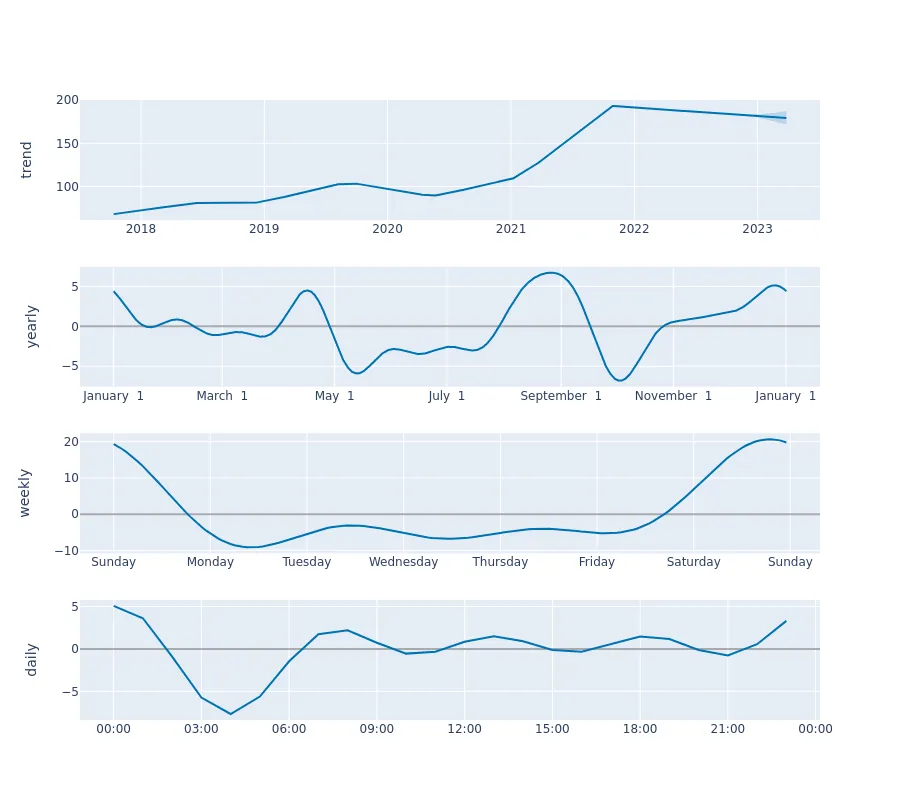 trend
200
150
100
2018 2019 2020 2021 2022 2023
yearly
5
0
−5
January 1 March 1 May 1 July 1 September 1 November 1 January 1
weekly
20
10
0
−10
Sunday Monday Tuesday Wednesday Thursday Friday Saturday Sunday
daily
5
0
−5
00:00 03:00 06:00 09:00 12:00 15:00 18:00 21:00 00:00